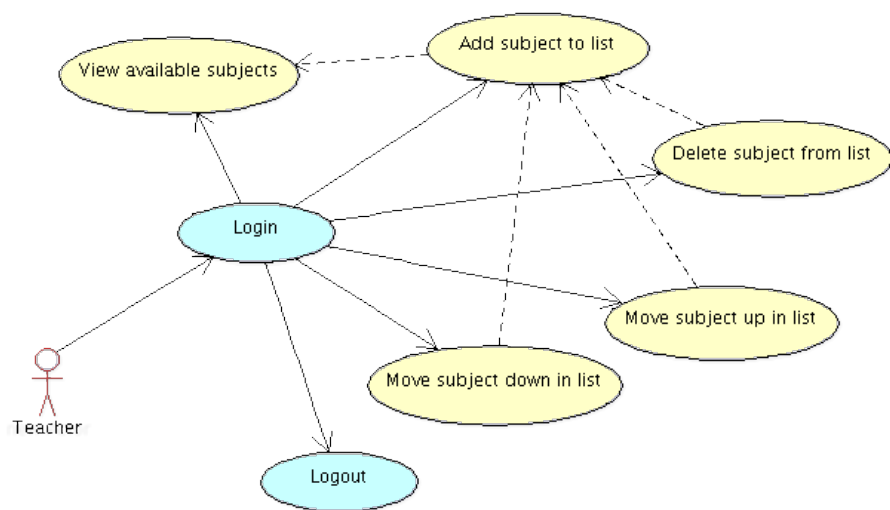 Add subject to list
View available subjects
Delete subject from list
Login
Move subject up in list
Move subject down in list
Teacher
Logout